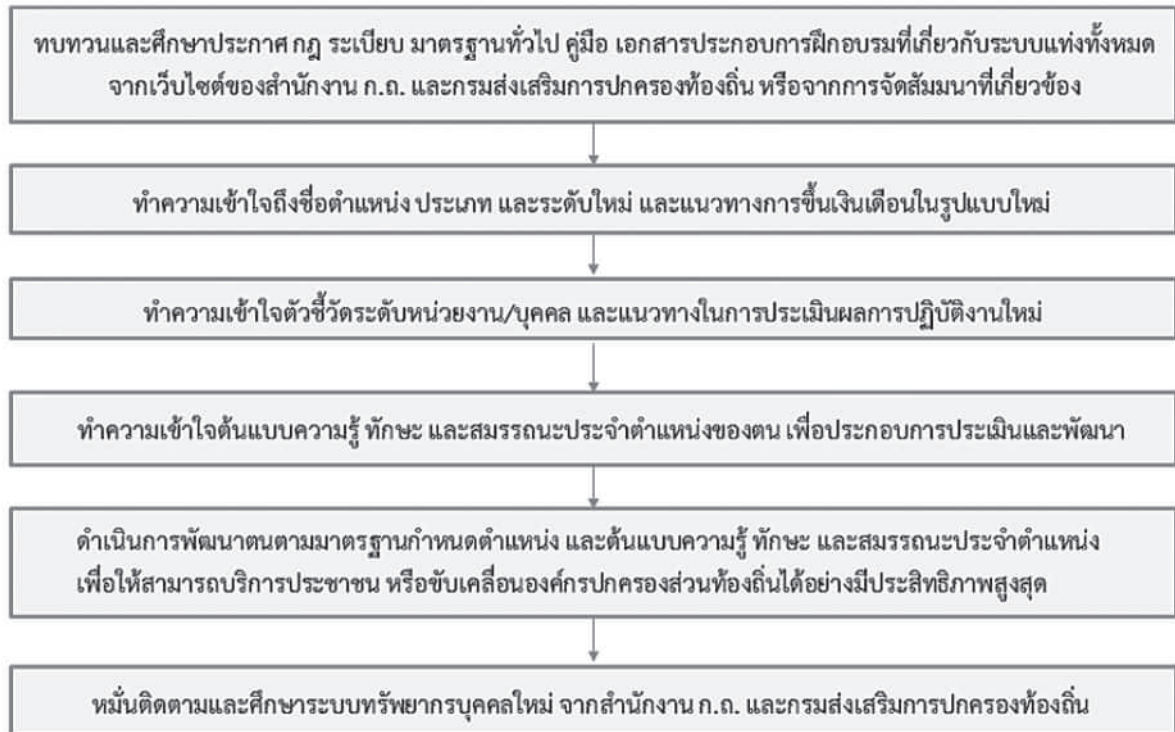 ทบทวนและศึกษาประกาศ กฎ ระเบียบ มาตรฐานทั่วไป คู่มือ เอกสารประกอบการฝึกอบรมที่เกี่ยวกับระบบแท่งทั้งหมด
จากเว็บไซต์ของสำนักงาน ก.ถ. และกรมส่งเสริมการปกครองท้องถิ่น หรือจากการจัดสัมมนาที่เกี่ยวข้อง
ทำความเข้าใจถึงชื่อตำแหน่ง ประเภท และระดับใหม่ และแนวทางการขึ้นเงินเดือนในรูปแบบใหม่
ทำความเข้าใจตัวชี้วัดระดับหน่วยงาน/บุคคล และแนวทางในการประเมินผลการปฏิบัติงานใหม่
ทำความเข้าใจต้นแบบความรู้ ทักษะ และสมรรถนะประจำตำแหน่งของตน เพื่อประกอบการประเมินและพัฒนา
ดำเนินการพัฒนาตนตามมาตรฐานกำหนดตำแหน่ง และต้นแบบความรู้ ทักษะ และสมรรถนะประจำตำแหน่ง
เพื่อให้สามารถบริการประชาชน หรือขับเคลื่อนองค์กรปกครองส่วนท้องถิ่นได้อย่างมีประสิทธิภาพสูงสุด
หมั่นติดตามและศึกษาระบบทรัพยากรบุคคลใหม่ จากสำนักงาน ก.ถ. และกรมส่งเสริมการปกครองท้องถิ่น